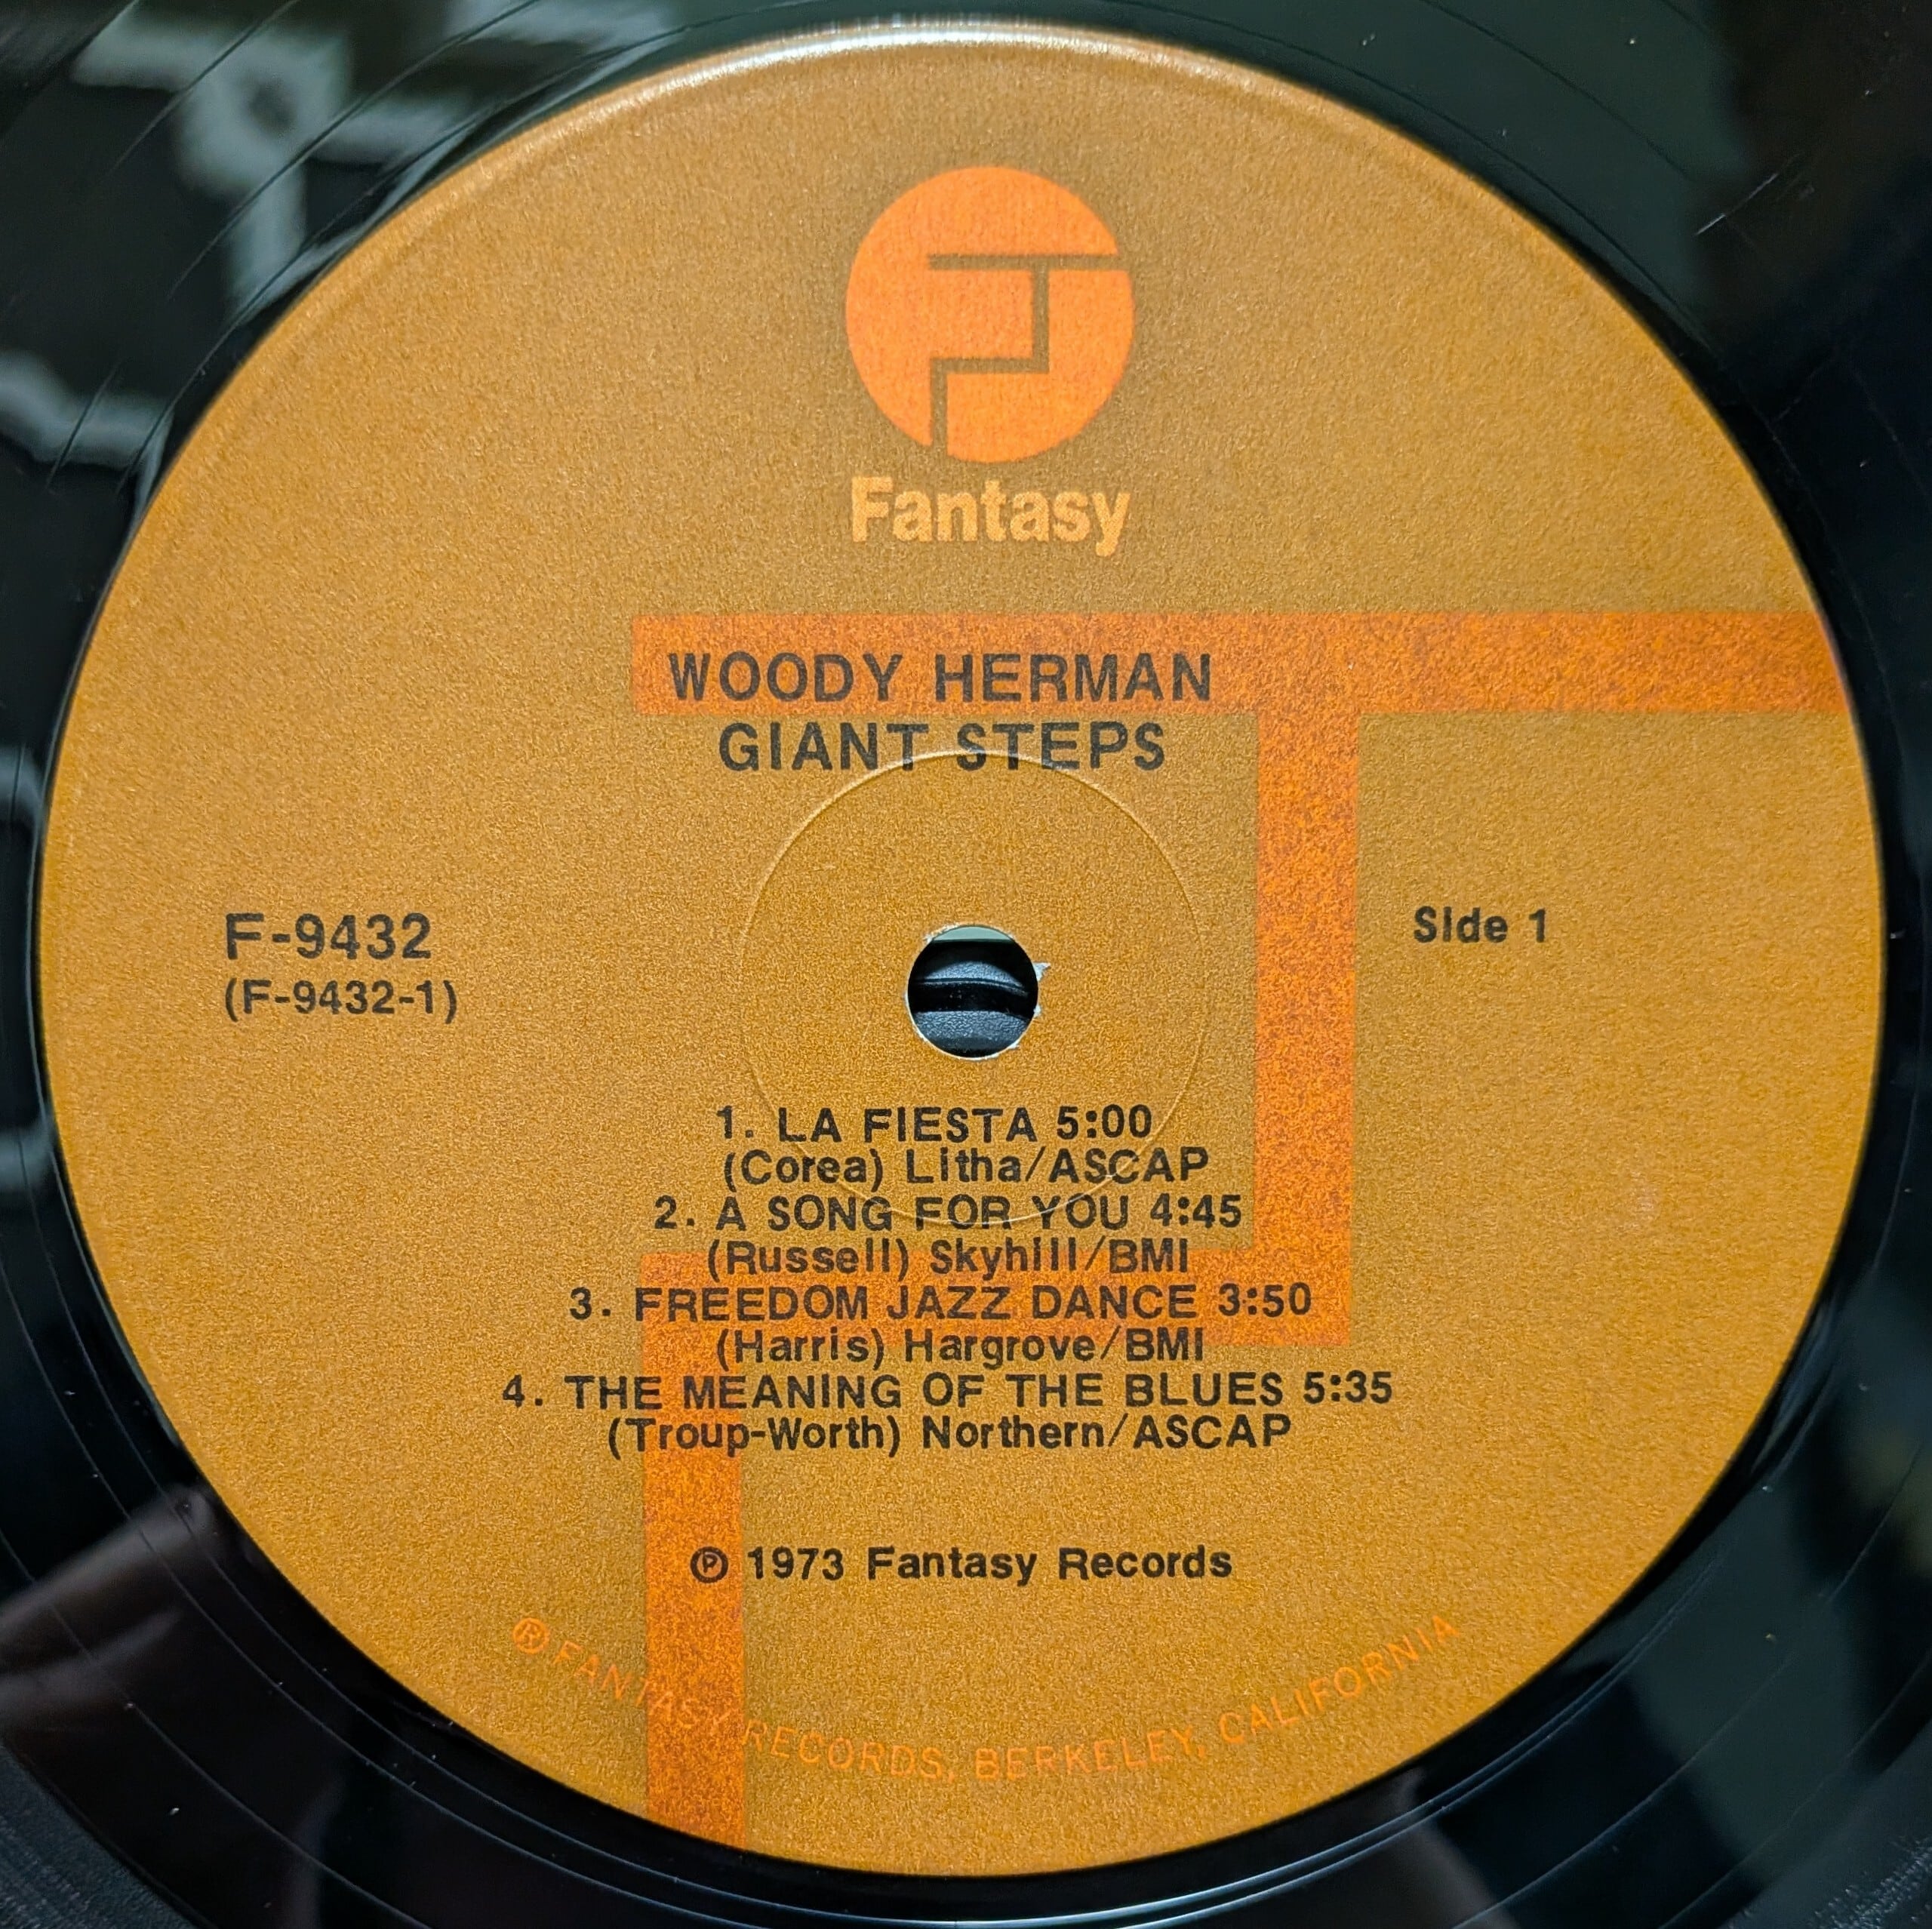 Fantasy
WOODY HERMAN
GIANT STEPS
F-9432
(F-9432-1)
Side 1
1. LA FIESTA 5:00
(Corea) Litha/ASCAP
2. A SONG FOR YOU 4:45
(Russell) Skyhill/BMI
3. FREEDOM JAZZ DANCE 3:50
(Harris) Hargrove/BMI
4. THE MEANING OF THE BLUES 5:35
(Troup-Worth) Northern/ASCAP
℗ 1973 Fantasy Records
® FANTASY RECORDS, BERKELEY, CALIFORNIA